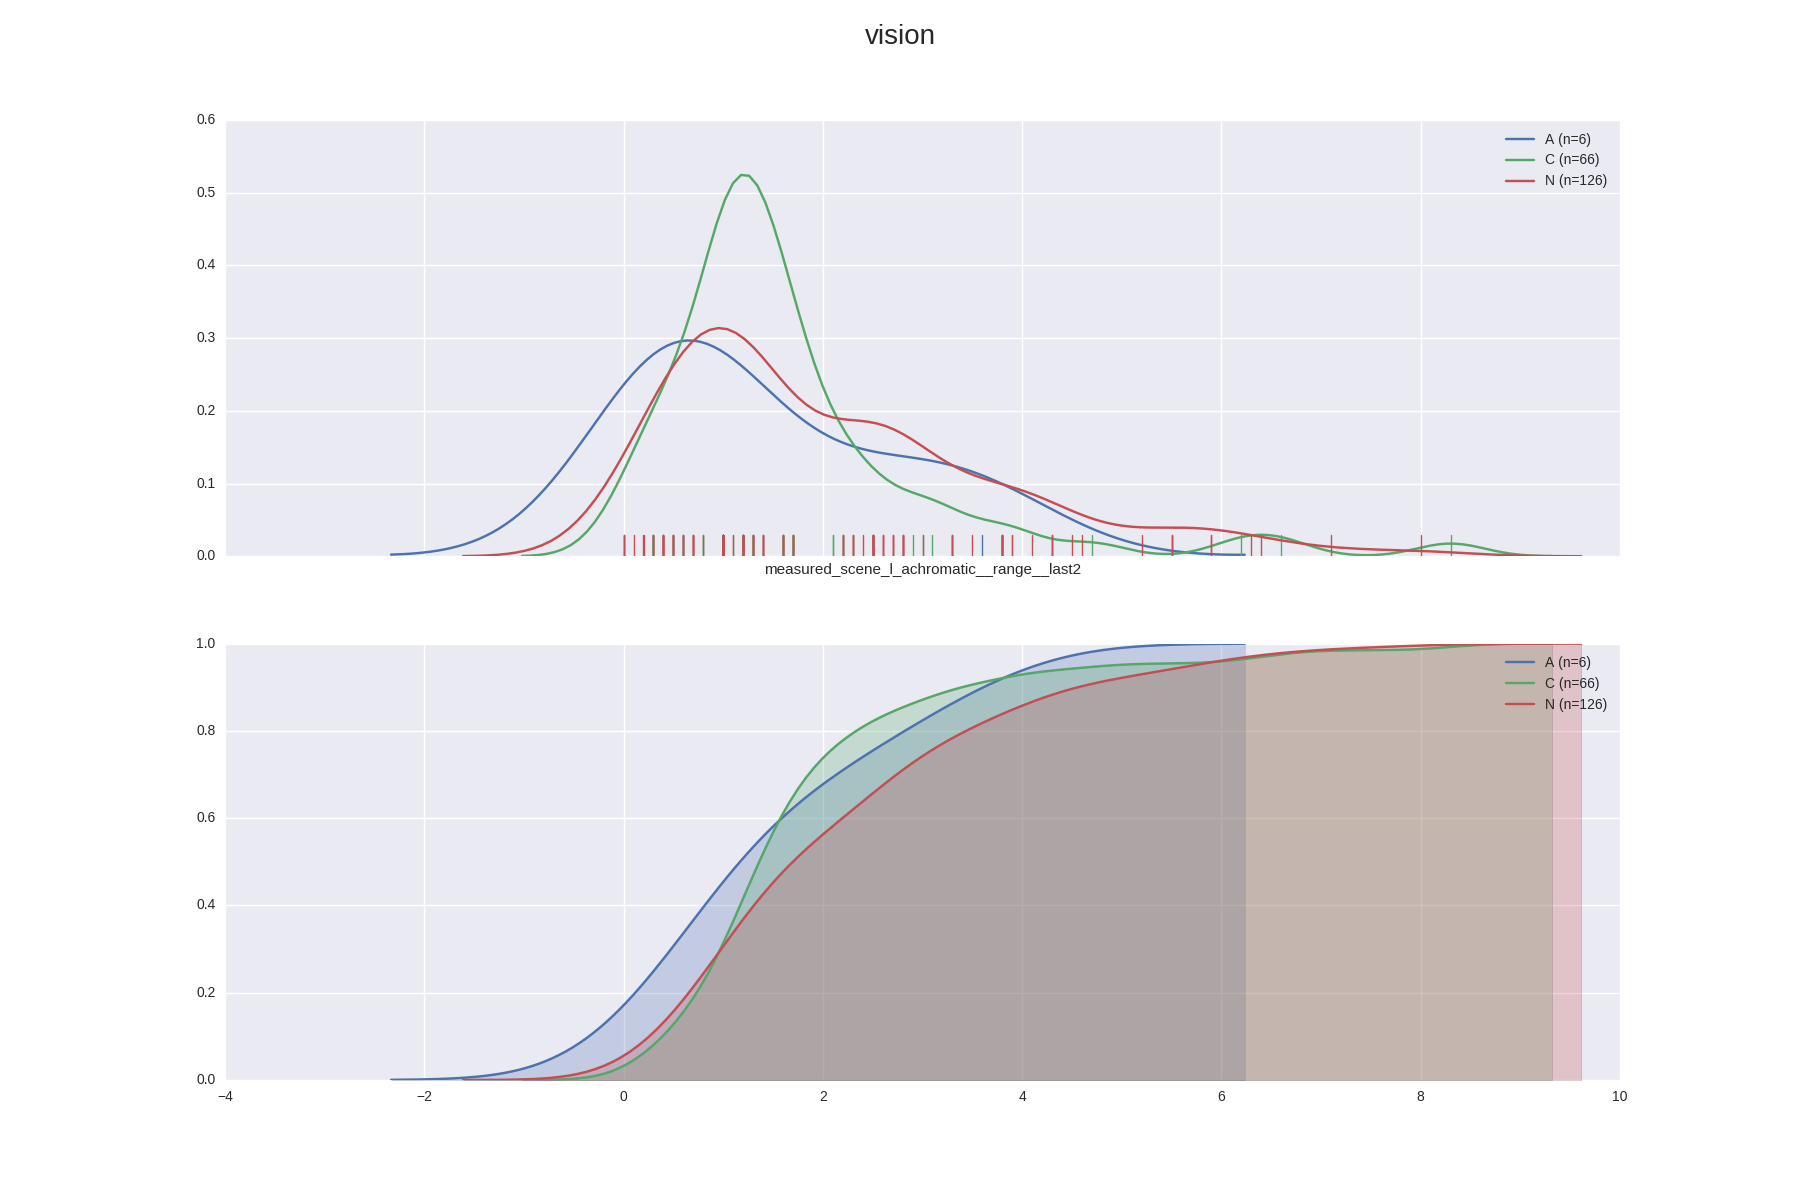 vision
0.6
0.5
0.4
0.3
0.2
0.1
0.0
A (n=6)
C (n=66)
N (n=126)
measured_scene_l_achromatic__range__last2
1.0
0.8
0.6
0.4
0.2
0.0
A (n=6)
C (n=66)
N (n=126)
−4 −2 0 2 4 6 8 10